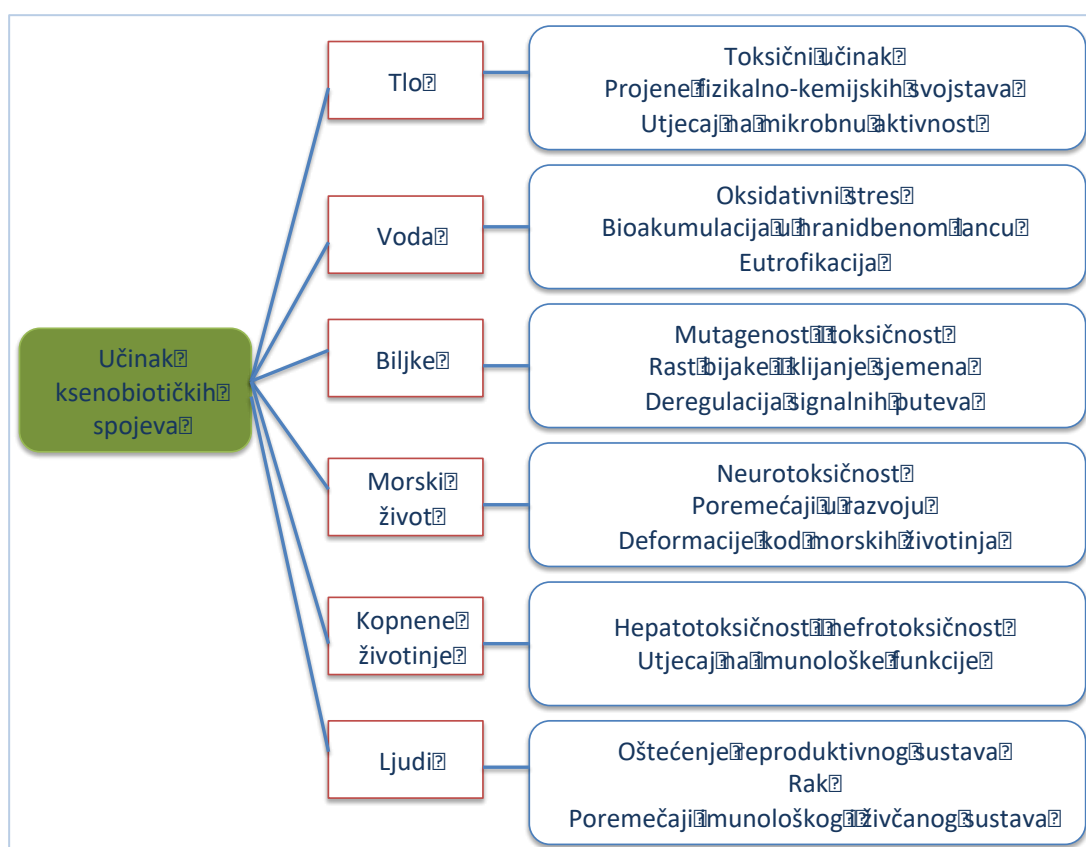 Učinak
ksenobiotičkih
spojeva
Tlo
Toksični učinak
Projene fizikalno-kemijskih svojstava
Utjecaj na mikrobnu aktivnost
Voda
Oksidativni stres
Bioakumulacija u hranidbenom lancu
Eutrofikacija
Biljke
Mutagenost i toksičnost
Rast bijake i klijanje sjemena
Deregulacija signalnih puteva
Morski
život
Neurotoksičnost
Poremećaji u razvoju
Deformacije kod morskih životinja
Kopnene
životinje
Hepatotoksičnost i nefrotoksičnost
Utjecaj na imunološke funkcije
Ljudi
Oštećenje reproduktivnog sustava
Rak
Poremečaji imunološkog i živčanog sustava